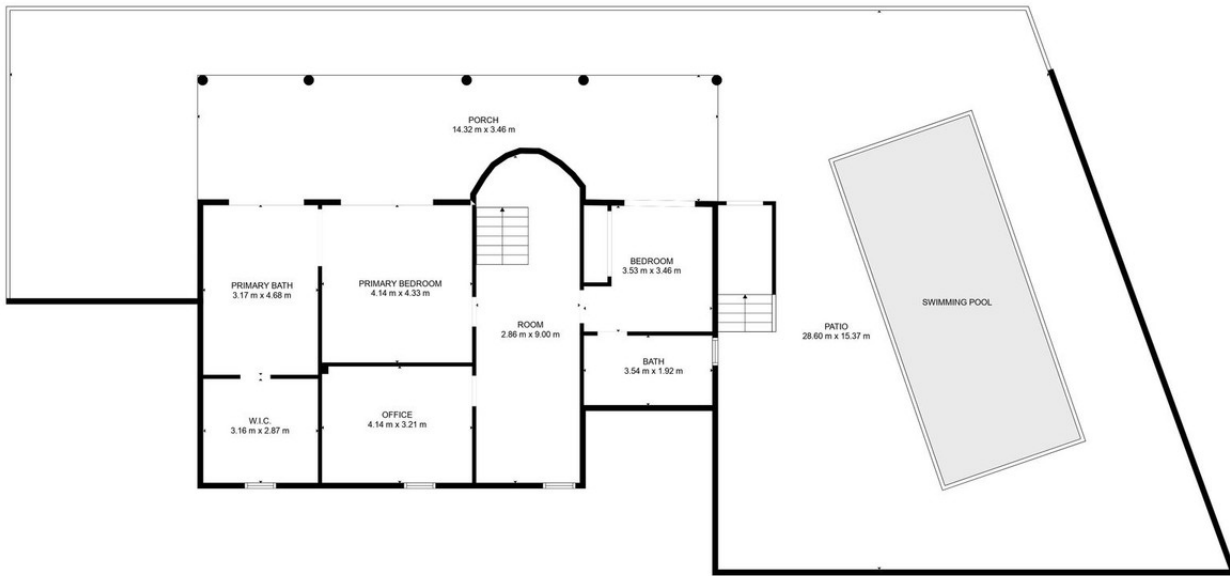 PORCH
14.32 m x 3.46 m
PRIMARY BATH
3.17 m x 4.68 m
PRIMARY BEDROOM
4.14 m x 4.33 m
BEDROOM
3.53 m x 3.46 m
SWIMMING POOL
ROOM
2.86 m x 9.00 m
PATIO
28.60 m x 15.37 m
BATH
3.54 m x 1.92 m
W.I.C.
3.16 m x 2.87 m
OFFICE
4.14 m x 3.21 m